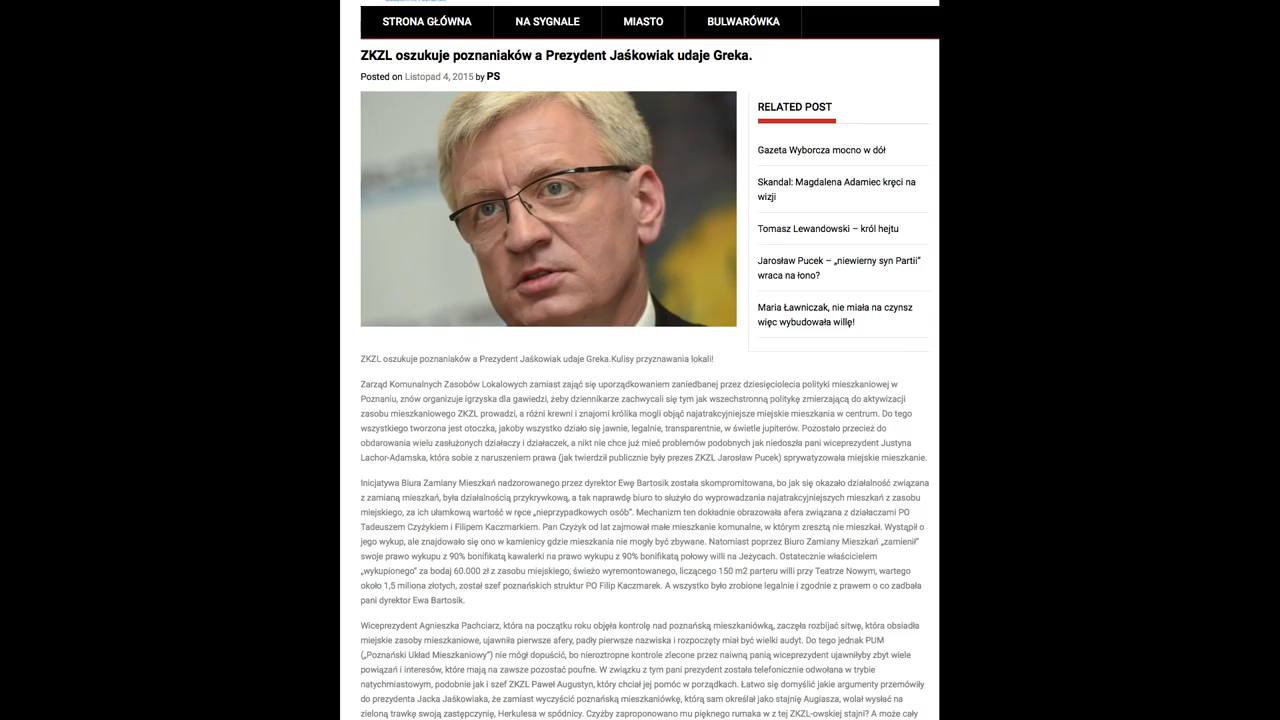 STRONA GŁÓWNA
NA SYGNALE
MIASTO
BULWARÓWKA
ZKZL oszukuje poznaniaków a Prezydent Jaśkowiak udaje Greka.
Posted on Listopad 4, 2015 by PS
RELATED POST
Gazeta Wyborcza mocno w dół
Skandal: Magdalena Adamiec kręci na
wizji
Tomasz Lewandowski – król hejtu
Jarosław Pucek – „niewierny syn Partii”
wraca na łono?
Maria Ławniczak, nie miała na czynsz
więc wybudowała willę!
ZKZL oszukuje poznaniaków a Prezydent Jaśkowiak udaje Greka.Kulisy przyznawania lokali!
Zarząd Komunalnych Zasobów Lokalowych zamiast zająć się uporządkowaniem zaniedbanej przez dziesięciolecia polityki mieszkaniowej w
Poznaniu, znów organizuje igrzyska dla gawiedzi, żeby dziennikarze zachwycali się tym jak wszechstronną politykę zmierzającą do aktywizacji
zasobu mieszkaniowego ZKZL prowadzi, a różni krewni i znajomi królika mogli objąć najatrakcyjniejsze miejskie mieszkania w centrum. Do tego
wszystkiego tworzona jest otoczka, jakoby wszystko działo się jawnie, legalnie, transparentnie, w świetle jupiterów. Pozostało przecież do
obdarowania wielu zasłużonych działaczy i działaczek, a nikt nie chce już mieć problemów podobnych jak niedoszła pani wiceprezydent Justyna
Lachor-Adamska, która sobie z naruszeniem prawa (jak twierdził publicznie były prezes ZKZL Jarosław Pucek) sprywatyzowała miejskie mieszkanie.
Inicjatywa Biura Zamiany Mieszkań nadzorowanego przez dyrektor Ewę Bartosik została skompromitowana, bo jak się okazało działalność związana
z zamianą mieszkań, była działalnością przykrywkową, a tak naprawdę biuro to służyło do wyprowadzania najatrakcyjniejszych mieszkań z zasobu
miejskiego, za ich ułamkową wartość w ręce „nieprzypadkowych osób”. Mechanizm ten dokładnie obrazowała afera związana z działaczami PO
Tadeuszem Czyżykiem i Filipem Kaczmarkiem. Pan Czyżyk od lat zajmował małe mieszkanie komunalne, w którym zresztą nie mieszkał. Wystąpił o
jego wykup, ale znajdowało się ono w kamienicy gdzie mieszkania nie mogły być zbywane. Natomiast poprzez Biuro Zamiany Mieszkań „zamienił”
swoje prawo wykupu z 90% bonifikatą kawalerki na prawo wykupu z 90% bonifikatą połowy willi na Jeżycach. Ostatecznie właścicielem
„wykupionego” za bodaj 60.000 zł z zasobu miejskiego, świeżo wyremontowanego, liczącego 150 m2 parteru willi przy Teatrze Nowym, wartego
około 1,5 miliona złotych, został szef poznańskich struktur PO Filip Kaczmarek. A wszystko było zrobione legalnie i zgodnie z prawem o co zadbała
pani dyrektor Ewa Bartosik.
Wiceprezydent Agnieszka Pachciarz, która na początku roku objęła kontrolę nad poznańską mieszkaniówką, zaczęła rozbijać sitwę, która obsiadła
miejskie zasoby mieszkaniowe, ujawniła pierwsze afery, padły pierwsze nazwiska i rozpoczęty miał być wielki audyt. Do tego jednak PUM
(„Poznański Układ Mieszkaniowy”) nie mógł dopuścić, bo nieroztropne kontrole zlecone przez naiwną panią wiceprezydent ujawniłyby zbyt wiele
powiązań i interesów, które mają na zawsze pozostać poufne. W związku z tym pani prezydent została telefonicznie odwołana w trybie
natychmiastowym, podobnie jak i szef ZKZL Paweł Augustyn, który chciał jej pomóc w porządkach. Łatwo się domyślić jakie argumenty przemówiły
do prezydenta Jacka Jaśkowiaka, że zamiast wyczyścić poznańską mieszkaniówkę, którą sam określał jako stajnię Augiasza, wolał wysłać na
zieloną trawkę swoją zastępczynię, Herkulesa w spódnicy. Czyżby zaproponowano mu pięknego rumaka w z tej ZKZL-owskiej stajni? A może cały